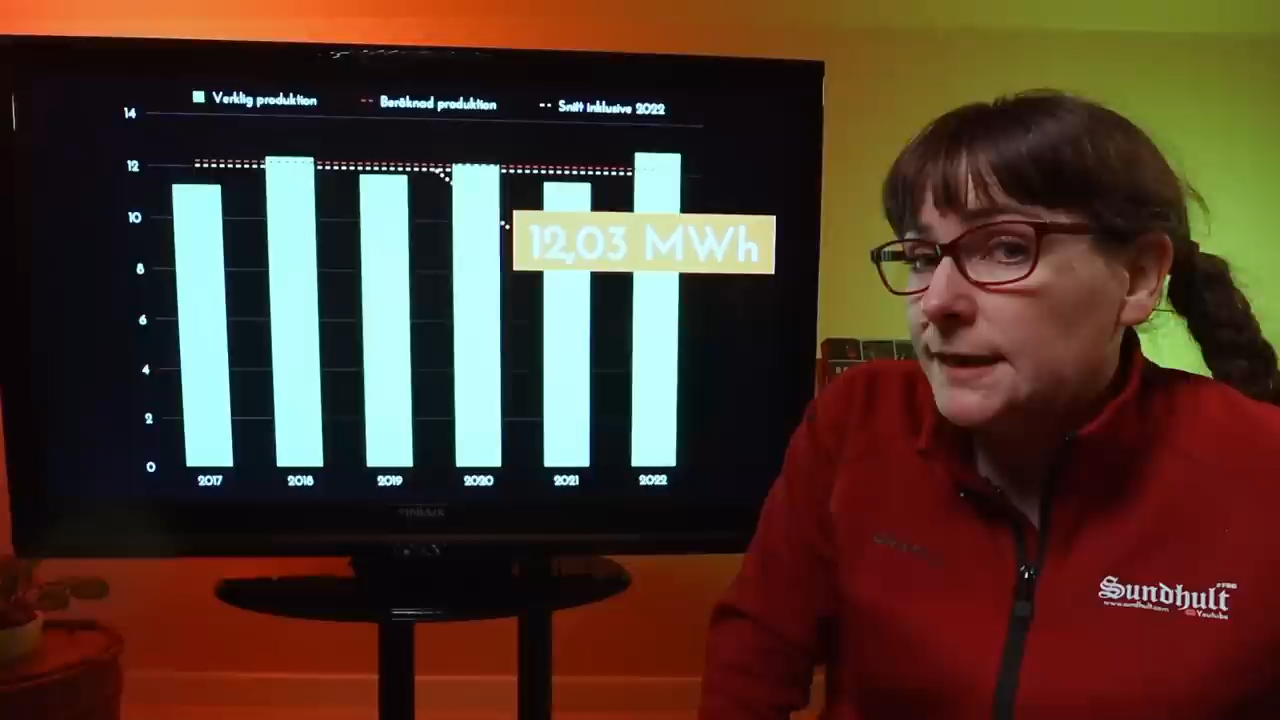 Verklig produktion
Beräknad produktion
Snitt inklusive 2022
14
12
10
8
6
4
2
0
12,03 MWh
2017
2018
2019
2020
2021
2022
Sundhult
www.sundhult.com
Youtube